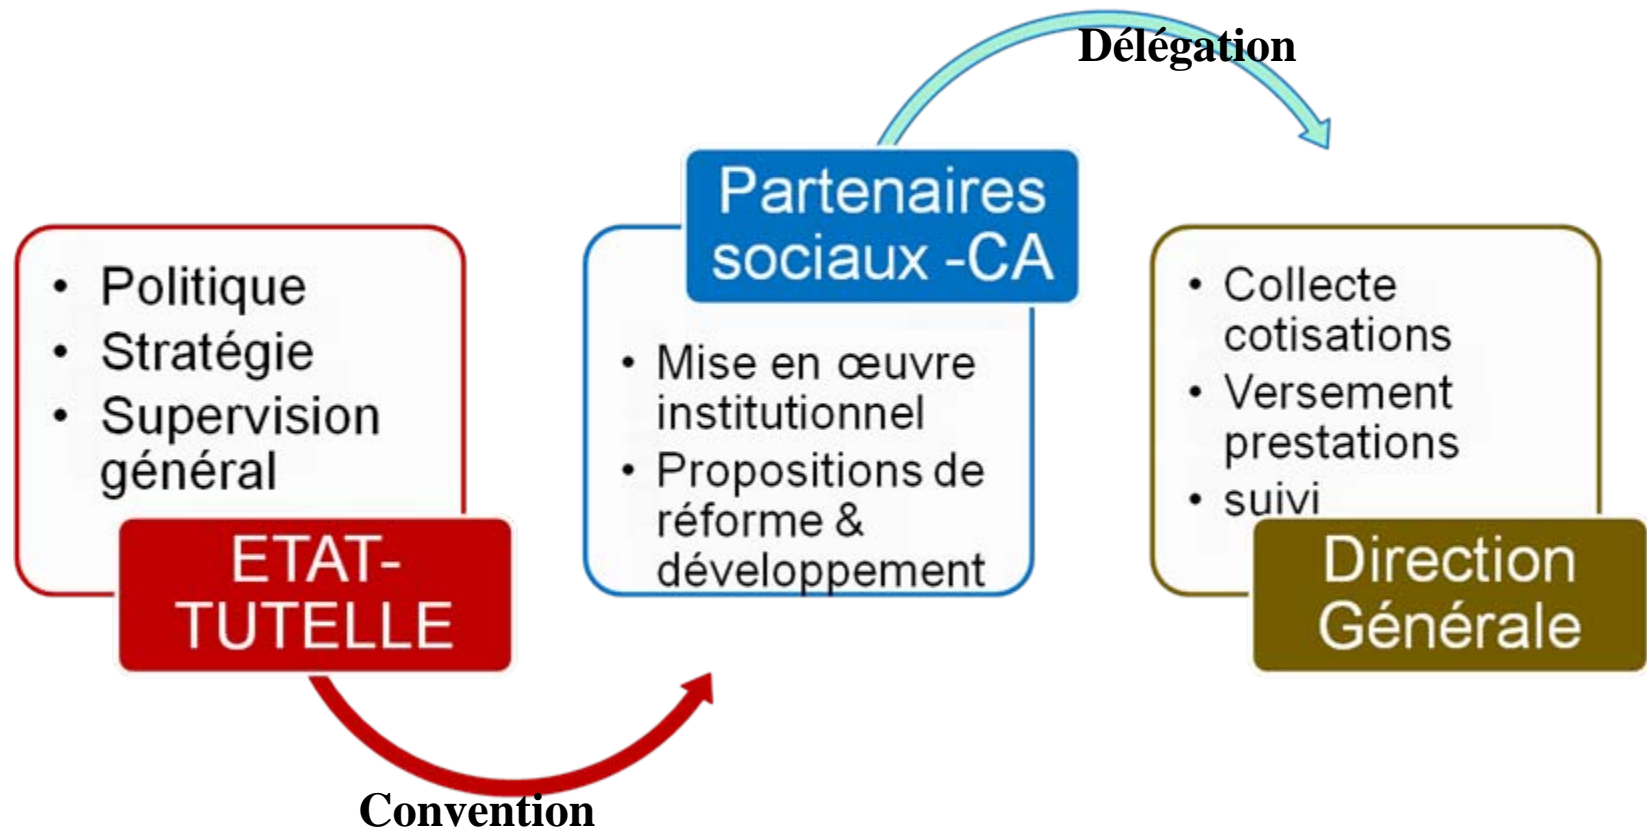 Délégation
• Politique
• Stratégie
• Supervision
général
ETAT-
TUTELLE
Convention
Partenaires
sociaux -CA
• Mise en œuvre
institutionnel
• Propositions de
réforme &
développement
• Collecte
cotisations
• Versement
prestations
• suivi
Direction
Générale